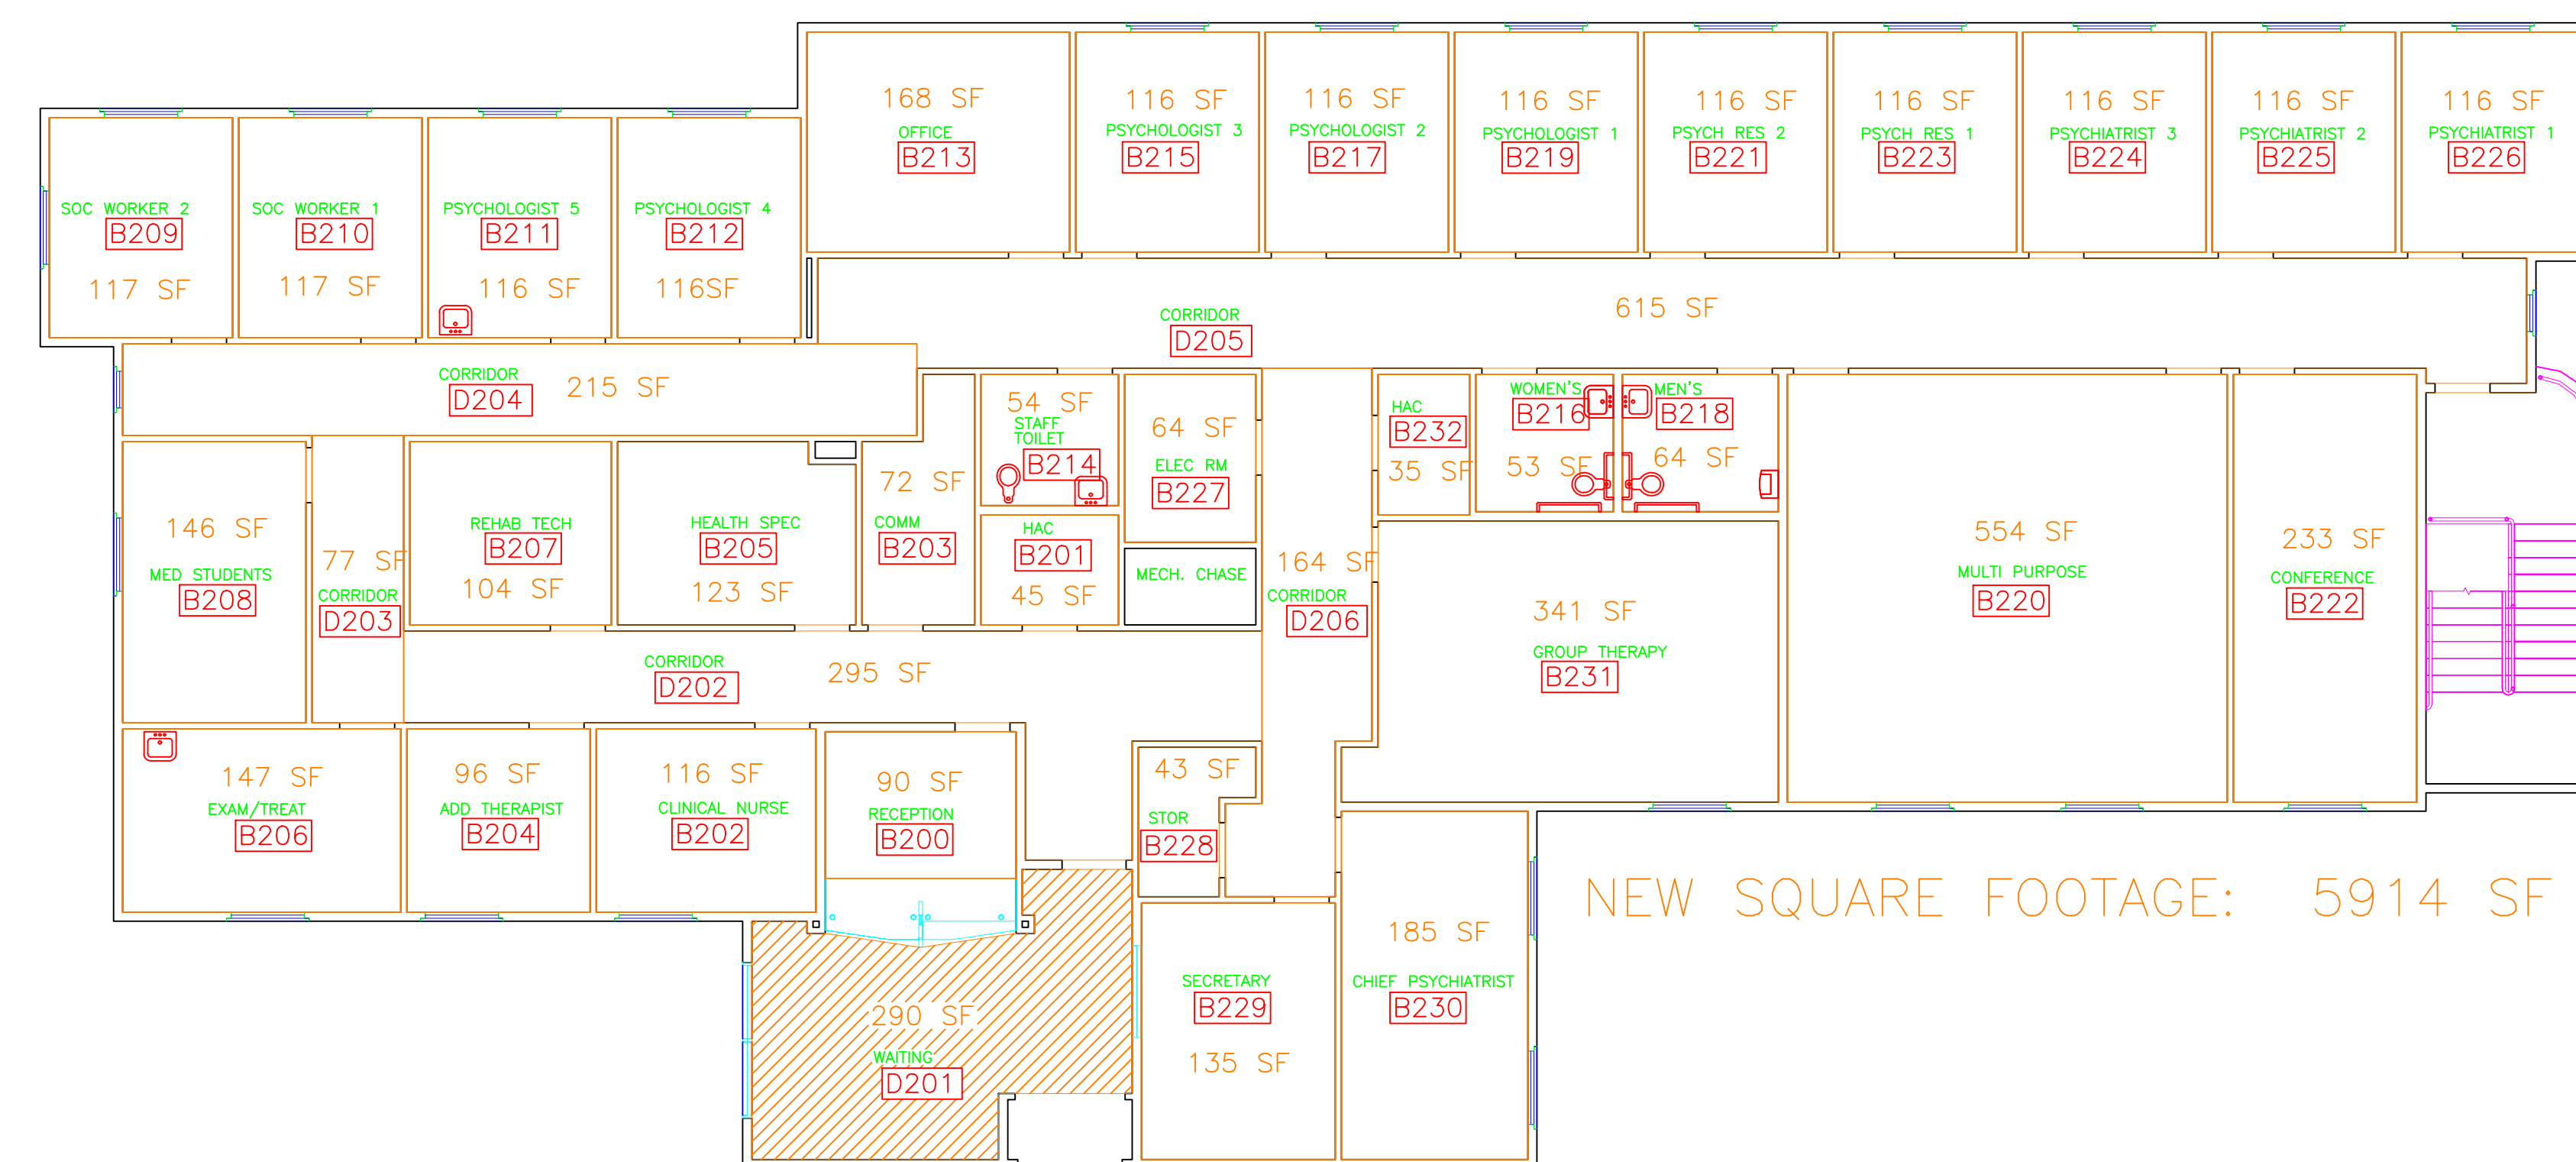 168 SF
OFFICE
B213
116 SF
PSYCHOLOGIST 3
B215
116 SF
PSYCHOLOGIST 2
B217
116 SF
PSYCHOLOGIST 1
B219
116 SF
PSYCH RES 2
B221
116 SF
PSYCH RES 1
B223
116 SF
PSYCHIATRIST 3
B224
116 SF
PSYCHIATRIST 2
B225
116 SF
PSYCHIATRIST 1
B226
SOC WORKER 2
B209
117 SF
SOC WORKER 1
B210
117 SF
PSYCHOLOGIST 5
B211
116 SF
PSYCHOLOGIST 4
B212
116SF
615 SF
CORRIDOR
D205
CORRIDOR
D204
215 SF
54 SF
STAFF
TOILET
B214
64 SF
ELEC RM
B227
HAC
B232
35 SF
WOMEN'S
B216
53 SF
MEN'S
B218
64 SF
146 SF
MED STUDENTS
B208
77 SF
CORRIDOR
D203
REHAB TECH
B207
104 SF
HEALTH SPEC
B205
123 SF
72 SF
COMM
B203
HAC
B201
45 SF
MECH. CHASE
164 SF
CORRIDOR
D206
341 SF
GROUP THERAPY
B231
554 SF
MULTI PURPOSE
B220
233 SF
CONFERENCE
B222
CORRIDOR
D202
295 SF
147 SF
EXAM/TREAT
B206
96 SF
ADD THERAPIST
B204
116 SF
CLINICAL NURSE
B202
90 SF
RECEPTION
B200
43 SF
STOR
B228
NEW SQUARE FOOTAGE: 5914 SF
290 SF
WAITING
D201
SECRETARY
B229
135 SF
185 SF
CHIEF PSYCHIATRIST
B230